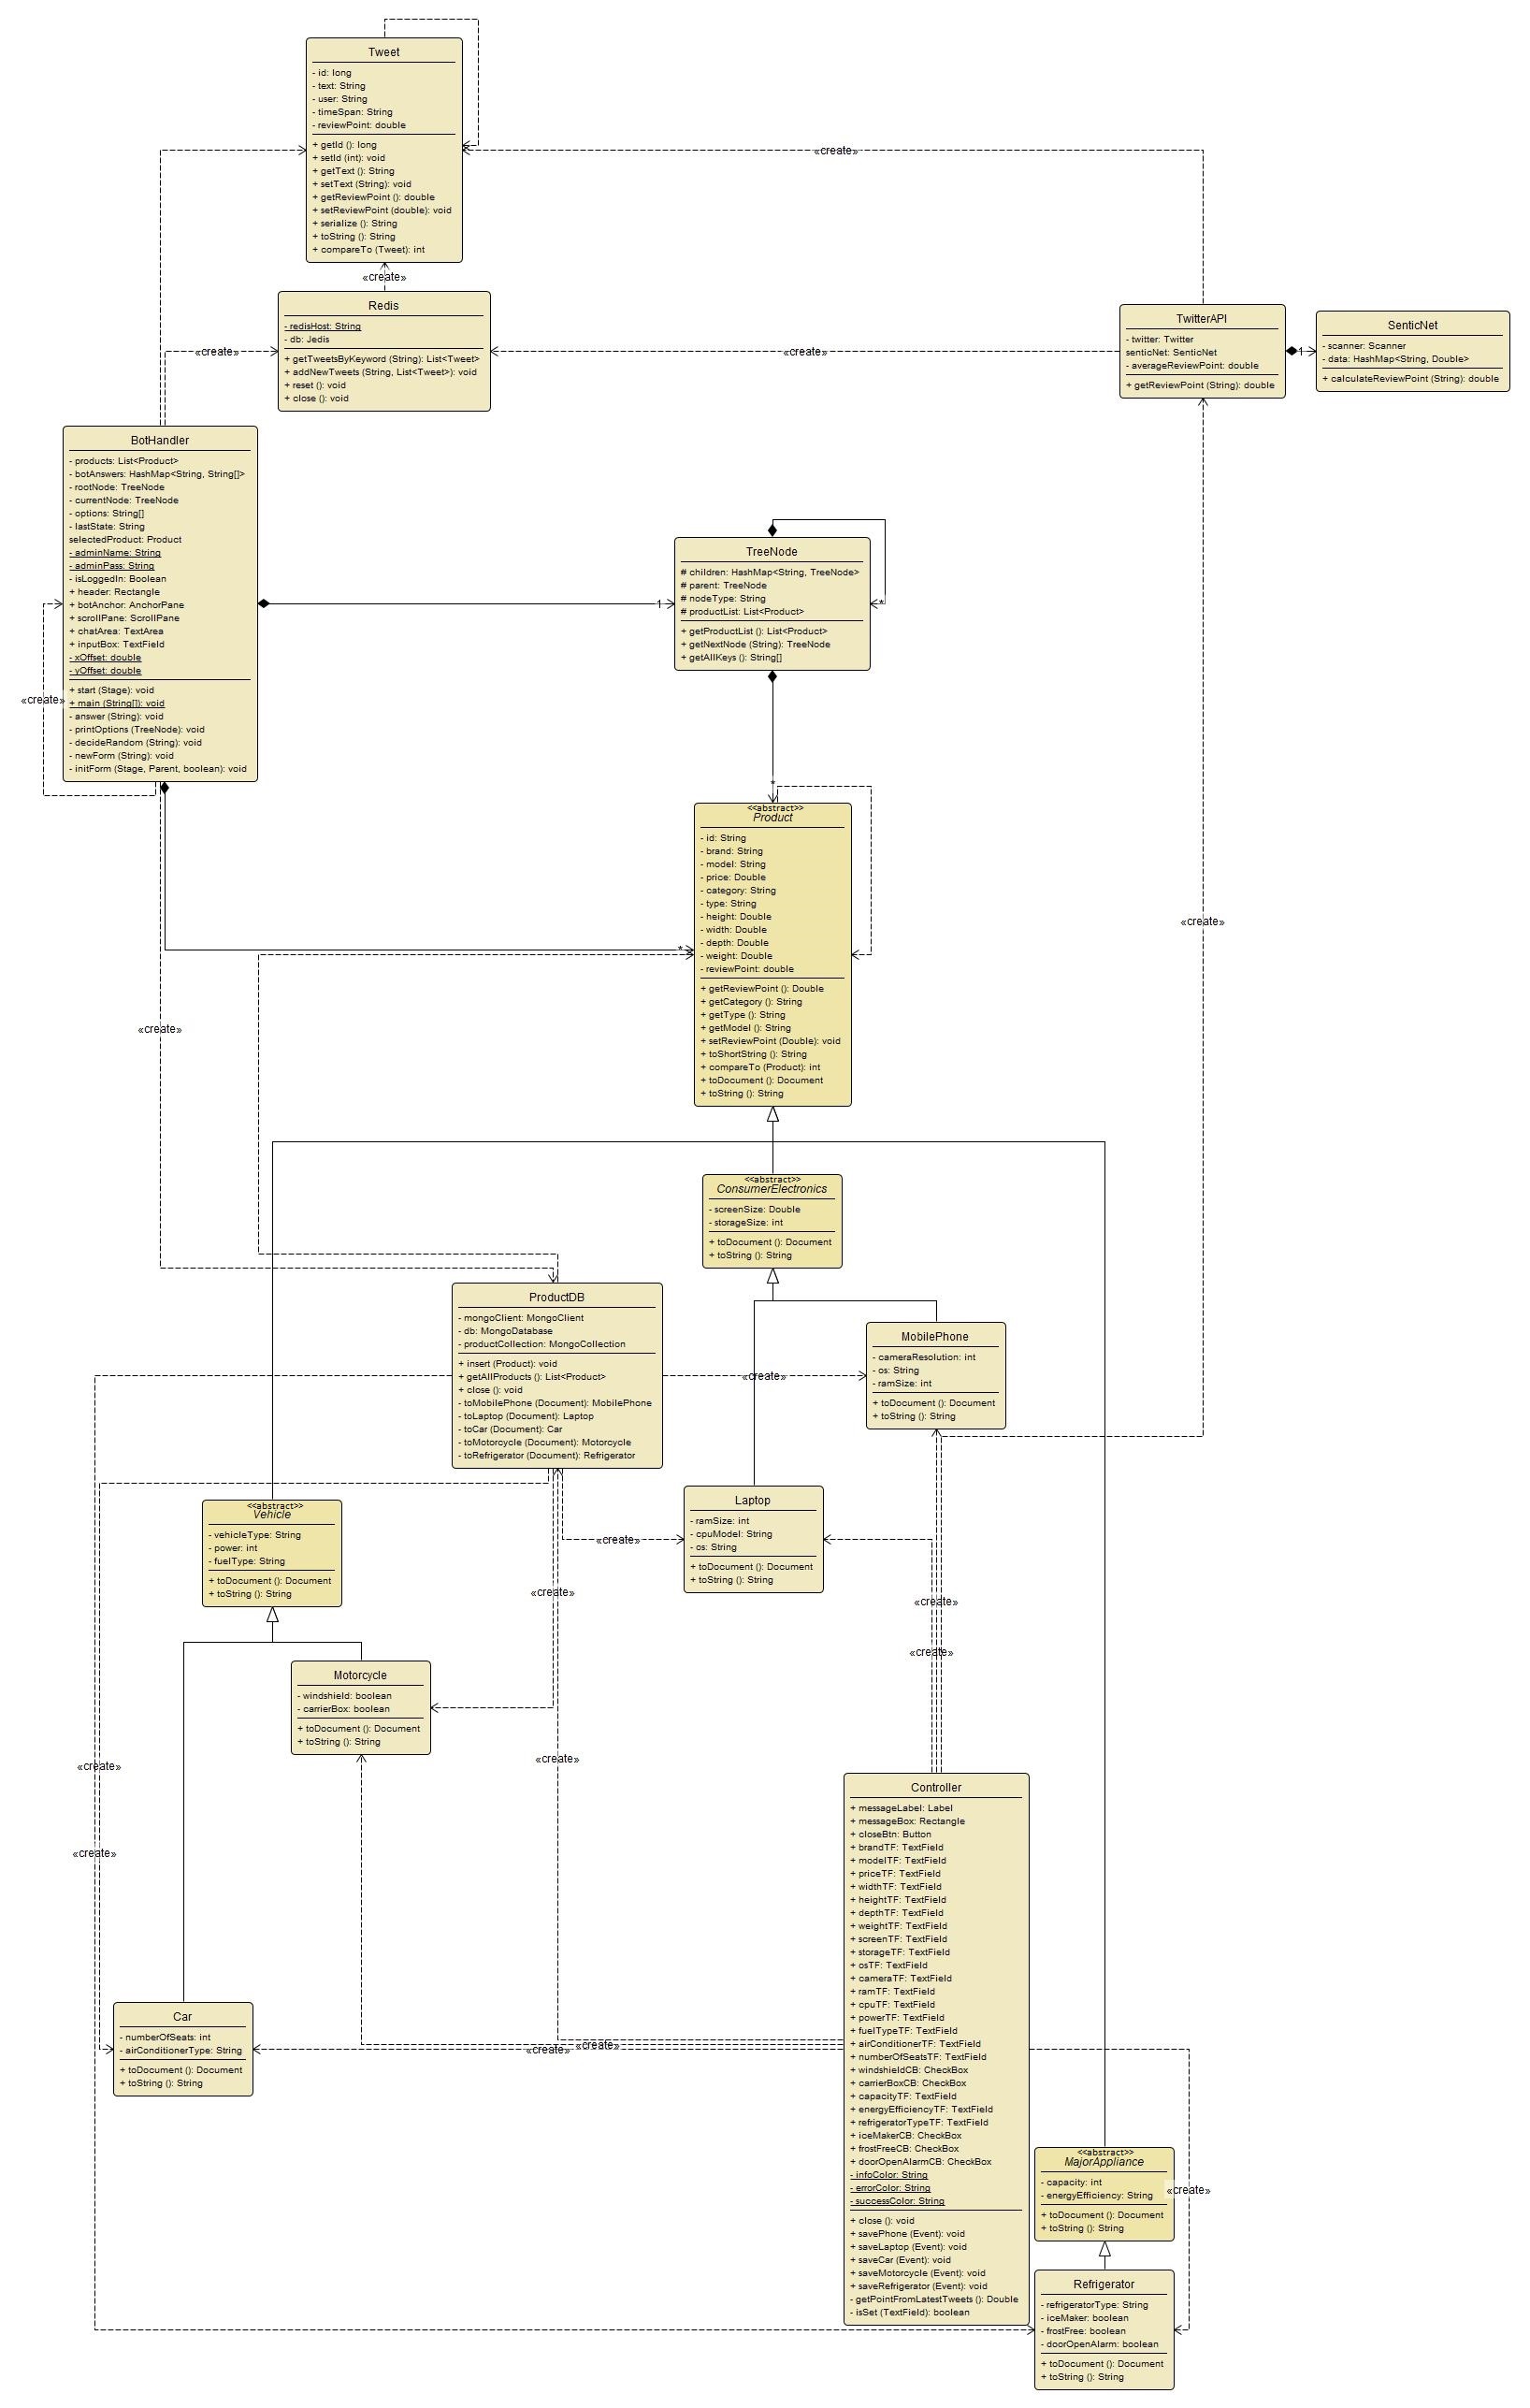 Tweet
- id: long
- text: String
- user: String
- timeSpan: String
- reviewPoint: double
+ getId (): long
+ setId (int): void
+ getText (): String
+ setText (String): void
+ getReviewPoint (): double
+ setReviewPoint (double): void
+ serialize (): String
+ toString (): String
+ compareTo (Tweet): int
«create»
«create»
Redis
- redisHost: String
- db: Jedis
+ getTweetsByKeyword (String): List<Tweet>
+ addNewTweets (String, List<Tweet>): void
+ reset (): void
+ close (): void
«create»
«create»
TwitterAPI
- twitter: Twitter
senticNet: SenticNet
- averageReviewPoint: double
+ getReviewPoint (String): double
1
SenticNet
- scanner: Scanner
- data: HashMap<String, Double>
+ calculateReviewPoint (String): double
BotHandler
- products: List<Product>
- botAnswers: HashMap<String, String[]>
- rootNode: TreeNode
- currentNode: TreeNode
- options: String[]
- lastState: String
selectedProduct: Product
- adminName: String
- adminPass: String
- isLoggedIn: Boolean
+ header: Rectangle
+ botAnchor: AnchorPane
+ scrollPane: ScrollPane
+ chatArea: TextArea
+ inputBox: TextField
- xOffset: double
- yOffset: double
+ start (Stage): void
+ main (String[]): void
- answer (String): void
- printOptions (TreeNode): void
- decideRandom (String): void
- newForm (String): void
- initForm (Stage, Parent, boolean): void
«create»
1
TreeNode
# children: HashMap<String, TreeNode>
# parent: TreeNode
# nodeType: String
# productList: List<Product>
+ getProductList (): List<Product>
+ getNextNode (String): TreeNode
+ getAllKeys (): String[]
*
*
*
<<abstract>>
Product
- id: String
- brand: String
- model: String
- price: Double
- category: String
- type: String
- height: Double
- width: Double
- depth: Double
- weight: Double
- reviewPoint: double
+ getReviewPoint (): Double
+ getCategory (): String
+ getType (): String
+ getModel (): String
+ setReviewPoint (Double): void
+ toShortString (): String
+ compareTo (Product): int
+ toDocument (): Document
+ toString (): String
«create»
«create»
<<abstract>>
ConsumerElectronics
- screenSize: Double
- storageSize: int
+ toDocument (): Document
+ toString (): String
ProductDB
- mongoClient: MongoClient
- db: MongoDatabase
- productCollection: MongoCollection
+ insert (Product): void
+ getAllProducts (): List<Product>
+ close (): void
- toMobilePhone (Document): MobilePhone
- toLaptop (Document): Laptop
- toCar (Document): Car
- toMotorcycle (Document): Motorcycle
- toRefrigerator (Document): Refrigerator
«create»
MobilePhone
- cameraResolution: int
- os: String
- ramSize: int
+ toDocument (): Document
+ toString (): String
<<abstract>>
Vehicle
- vehicleType: String
- power: int
- fuelType: String
+ toDocument (): Document
+ toString (): String
«create»
Laptop
- ramSize: int
- cpuModel: String
- os: String
+ toDocument (): Document
+ toString (): String
«create»
«create»
«create»
Motorcycle
- windshield: boolean
- carrierBox: boolean
+ toDocument (): Document
+ toString (): String
«create»
«create»
«create»
Controller
+ messageLabel: Label
+ messageBox: Rectangle
+ closeBtn: Button
+ brandTF: TextField
+ modelTF: TextField
+ priceTF: TextField
+ widthTF: TextField
+ heightTF: TextField
+ depthTF: TextField
+ weightTF: TextField
+ screenTF: TextField
+ storageTF: TextField
+ osTF: TextField
+ cameraTF: TextField
+ ramTF: TextField
+ cpuTF: TextField
+ powerTF: TextField
+ fuelTypeTF: TextField
+ airConditionerTF: TextField
+ numberOfSeatsTF: TextField
+ windshieldCB: CheckBox
+ carrierBoxCB: CheckBox
+ capacityTF: TextField
+ energyEfficiencyTF: TextField
+ refrigeratorTypeTF: TextField
+ iceMakerCB: CheckBox
+ frostFreeCB: CheckBox
+ doorOpenAlarmCB: CheckBox
- infoColor: String
- errorColor: String
- successColor: String
+ close (): void
+ savePhone (Event): void
+ saveLaptop (Event): void
+ saveCar (Event): void
+ saveMotorcycle (Event): void
+ saveRefrigerator (Event): void
- getPointFromLatestTweets (): Double
- isSet (TextField): boolean
Car
- numberOfSeats: int
- airConditionerType: String
+ toDocument (): Document
+ toString (): String
«create»
«create»
<<abstract>>
MajorAppliance
- capacity: int
- energyEfficiency: String
+ toDocument (): Document
+ toString (): String
«create»
Refrigerator
- refrigeratorType: String
- iceMaker: boolean
- frostFree: boolean
- doorOpenAlarm: boolean
+ toDocument (): Document
+ toString (): String